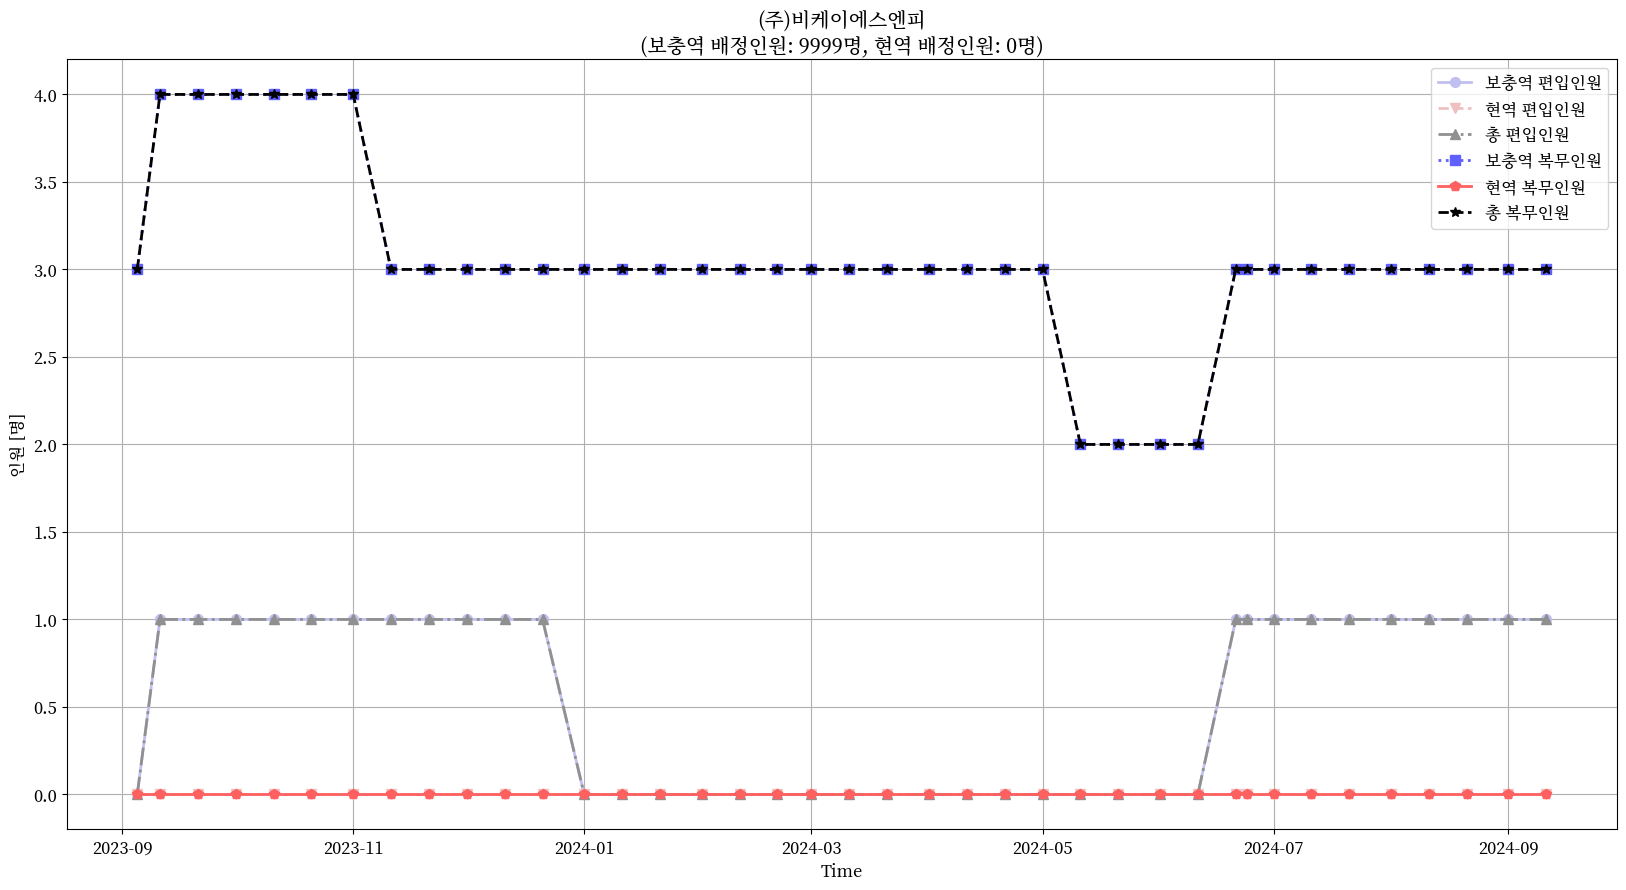 (주)비케이에스엔피
(보충역 배정인원: 9999명, 현역 배정인원: 0명)
보충역 편입인원
현역 편입인원
총 편입인원
보충역 복무인원
현역 복무인원
총 복무인원
인원 [명]
4.0
3.5
3.0
2.5
2.0
1.5
1.0
0.5
0.0
2023-09 2023-11 2024-01 2024-03 2024-05 2024-07 2024-09
Time